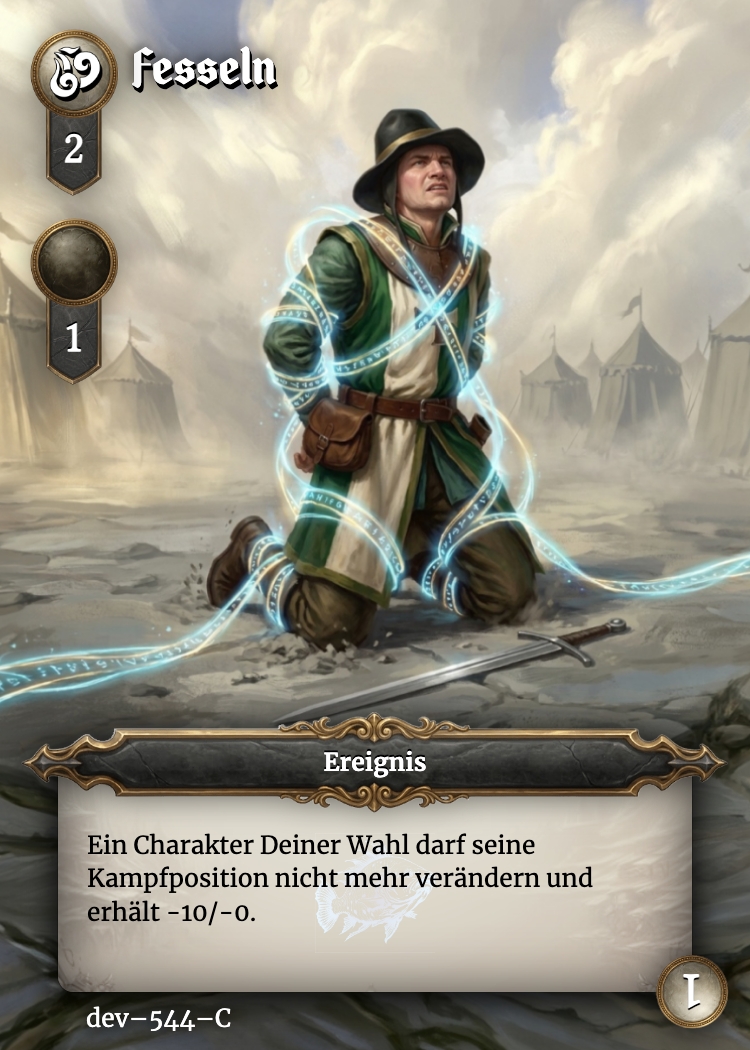 Fesseln
2
1
Ereignis
Ein Charakter Deiner Wahl darf seine
Kampfposition nicht mehr verändern und
erhält -10/-0.
1
dev–544–C